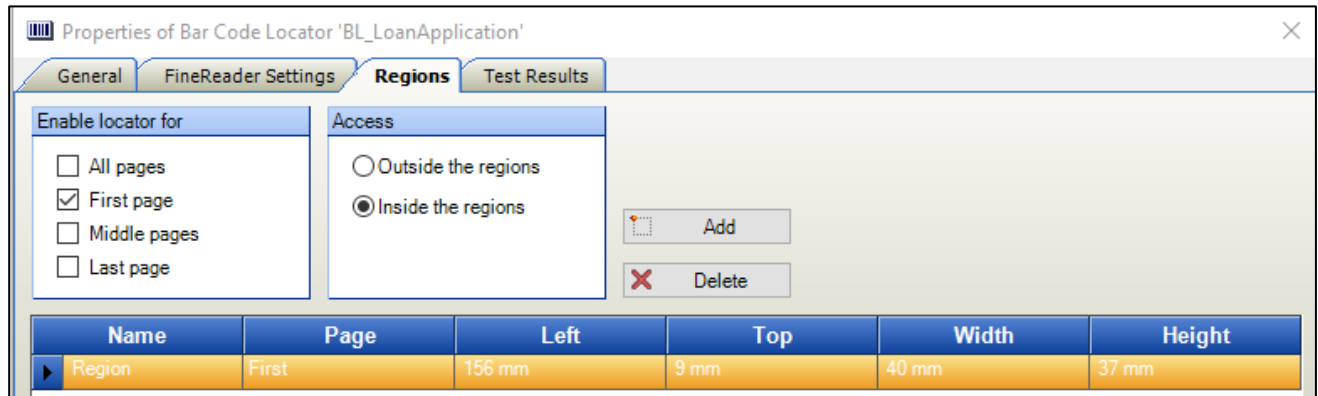 Properties of Bar Code Locator 'BL_LoanApplication'
General FineReader Settings Regions Test Results
Enable locator for
All pages
First page
Middle pages
Last page
Access
Outside the regions
Inside the regions
Add
Delete
Name Page Left Top Width Height
Region First 156 mm 9 mm 40 mm 37 mm